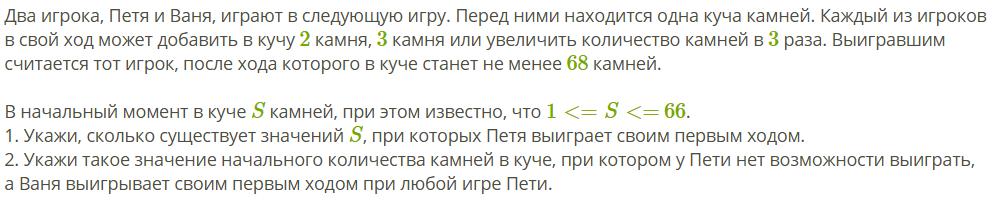 Два игрока, Петя и Ваня, играют в следующую игру. Перед ними находится одна куча камней. Каждый из игроков
в свой ход может добавить в кучу 2 камня, 3 камня или увеличить количество камней в 3 раза. Выигравшим
считается тот игрок, после хода которого в куче станет не менее 68 камней.
В начальный момент в куче S камней, при этом известно, что 1 <= S <= 66.
1. Укажи, сколько существует значений S, при которых Петя выиграет своим первым ходом.
2. Укажи такое значение начального количества камней в куче, при котором у Пети нет возможности выиграть,
а Ваня выигрывает своим первым ходом при любой игре Пети.